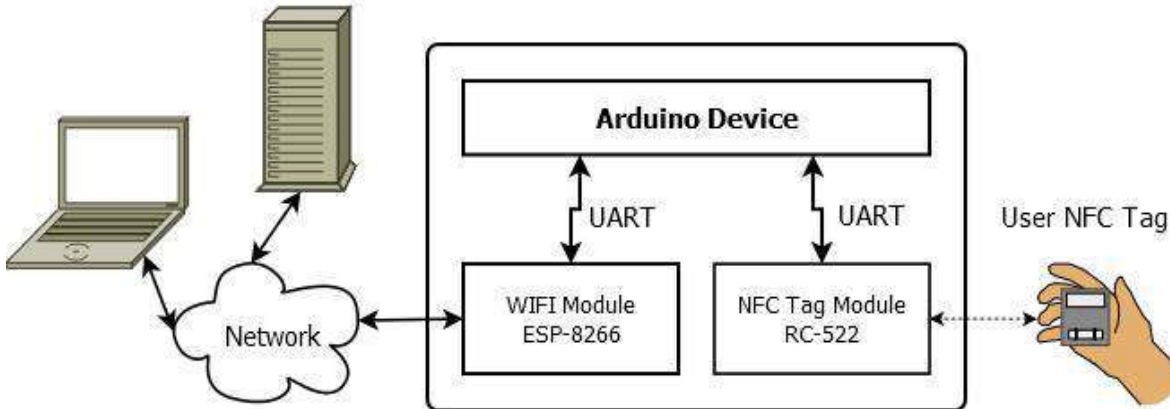 Arduino Device
UART
UART
User NFC Tag
WIFI Module
ESP-8266
NFC Tag Module
RC-522
Network